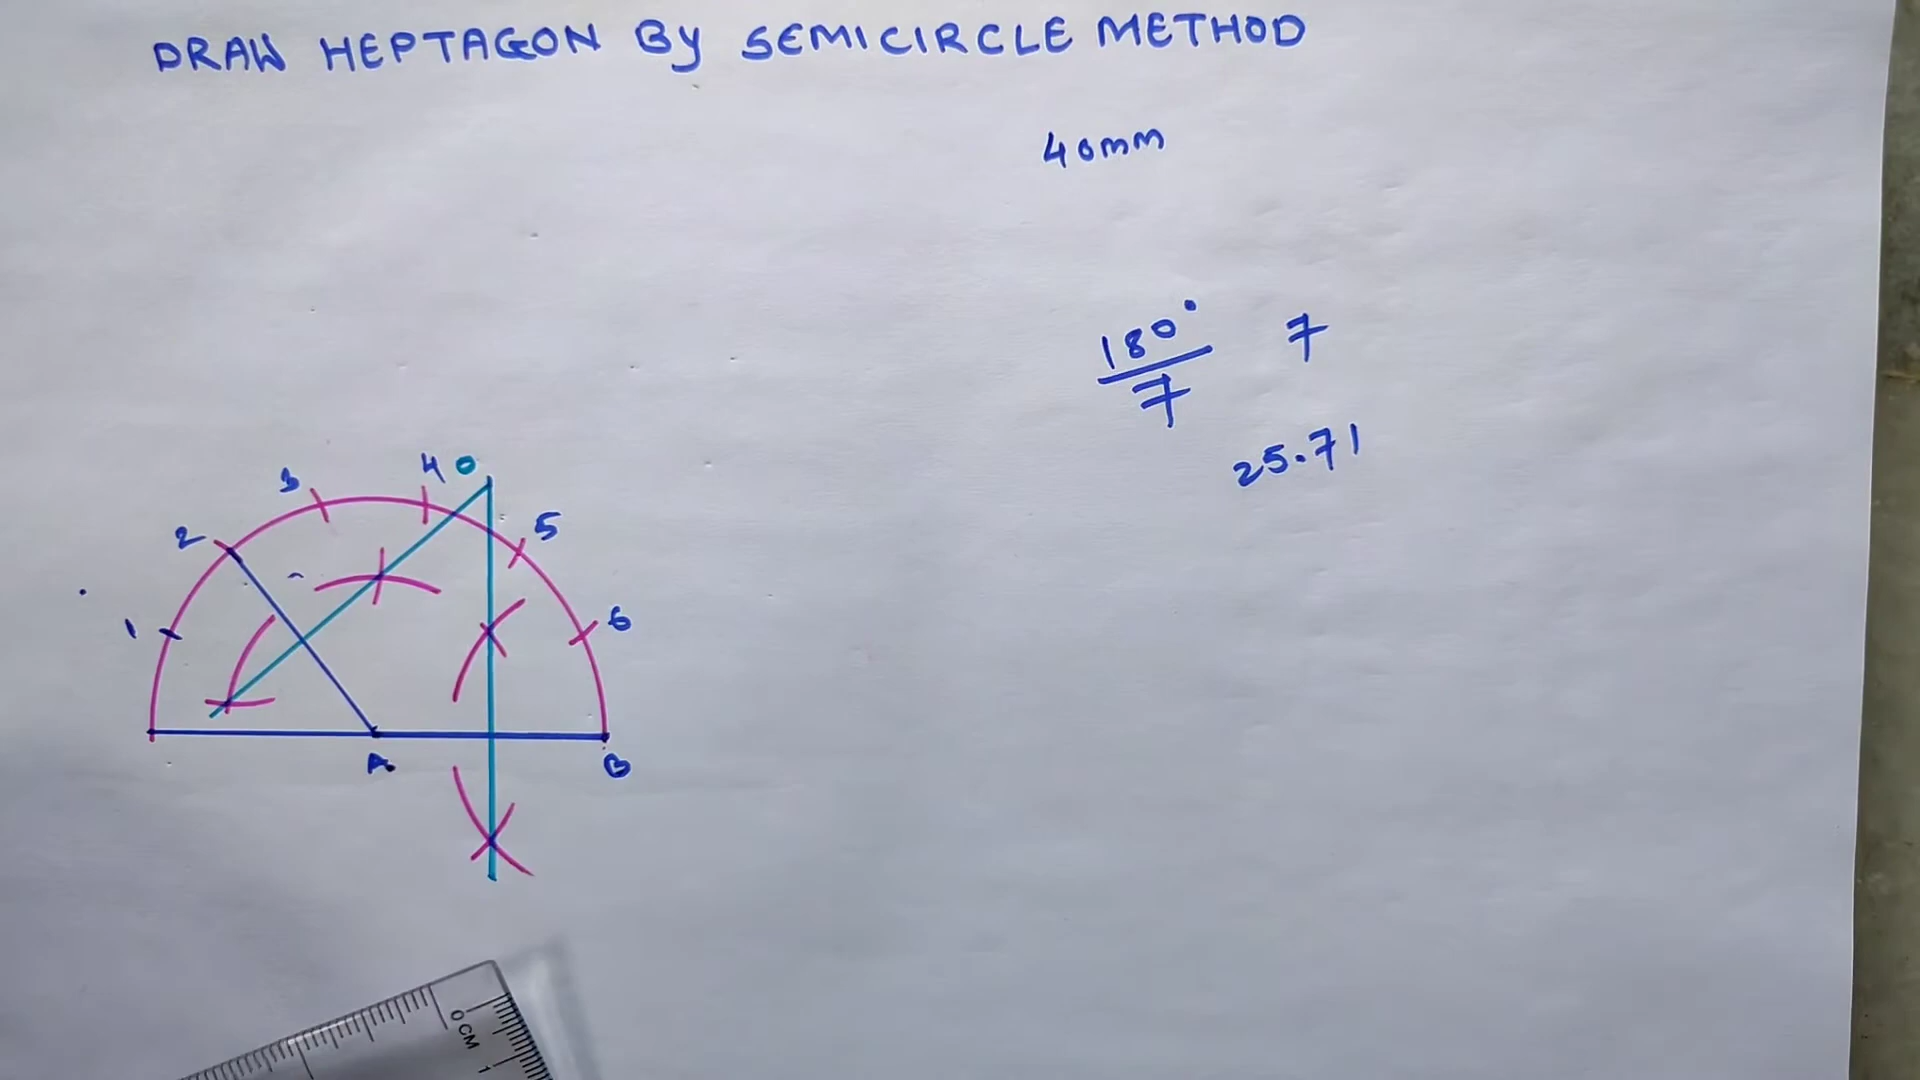 DRAW HEPTAGON By SEMICIRCLE METHOD
40mm
180° 7
7
25.71
3 4 O
2 5
1 6
A B
0 CM
1